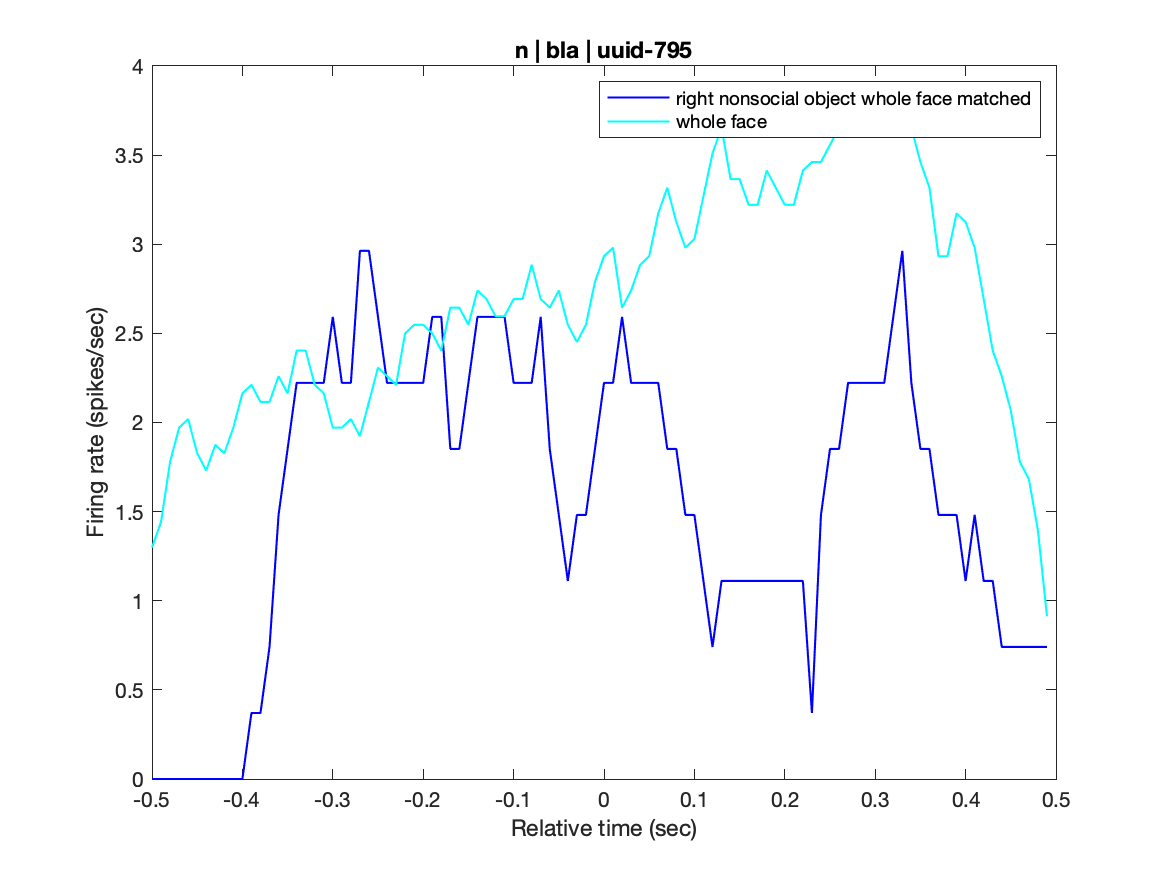 n | bla | uuid-795
right nonsocial object whole face matched
whole face
4
3.5
3
2.5
2
1.5
1
0.5
0
Firing rate (spikes/sec)
-0.5 -0.4 -0.3 -0.2 -0.1 0 0.1 0.2 0.3 0.4 0.5
Relative time (sec)